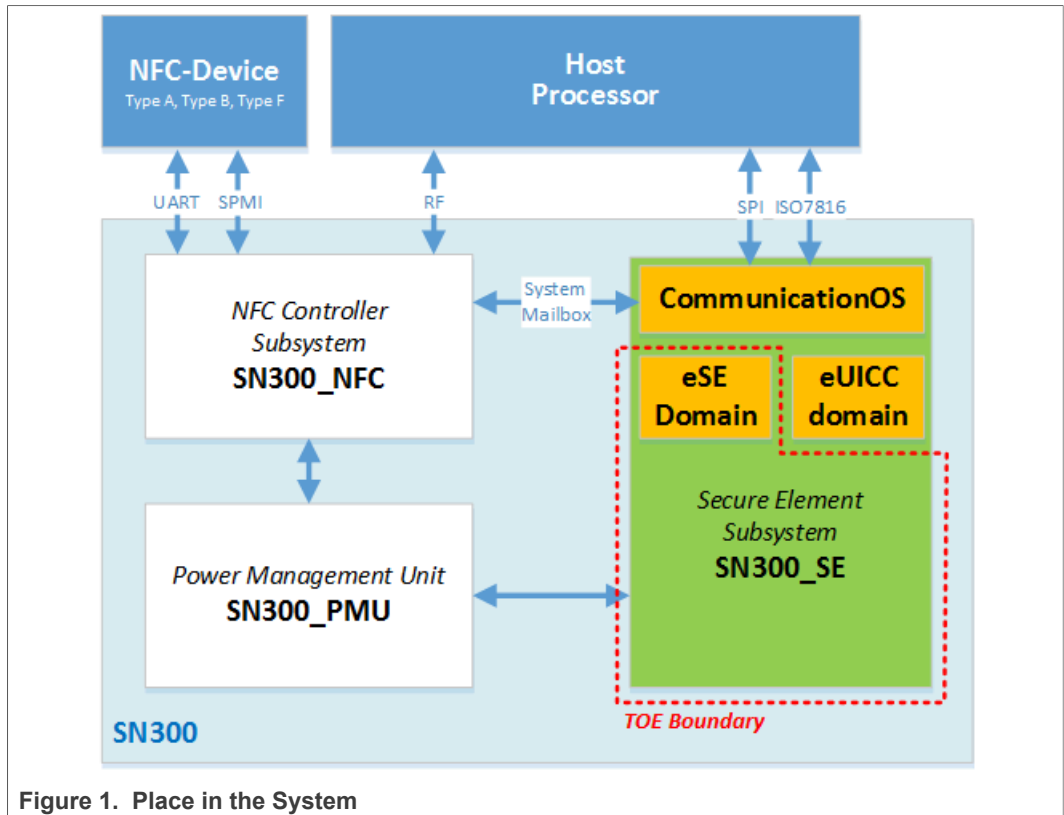 NFC-Device
Type A, Type B, Type F
Host
Processor
UART
SPMI
RF
SPI
ISO7816
NFC Controller
Subsystem
SN300_NFC
System
Mailbox
CommunicationOS
eSE
Domain
eUICC
domain
Power Management Unit
SN300_PMU
Secure Element
Subsystem
SN300_SE
TOE Boundary
SN300
Figure 1. Place in the System